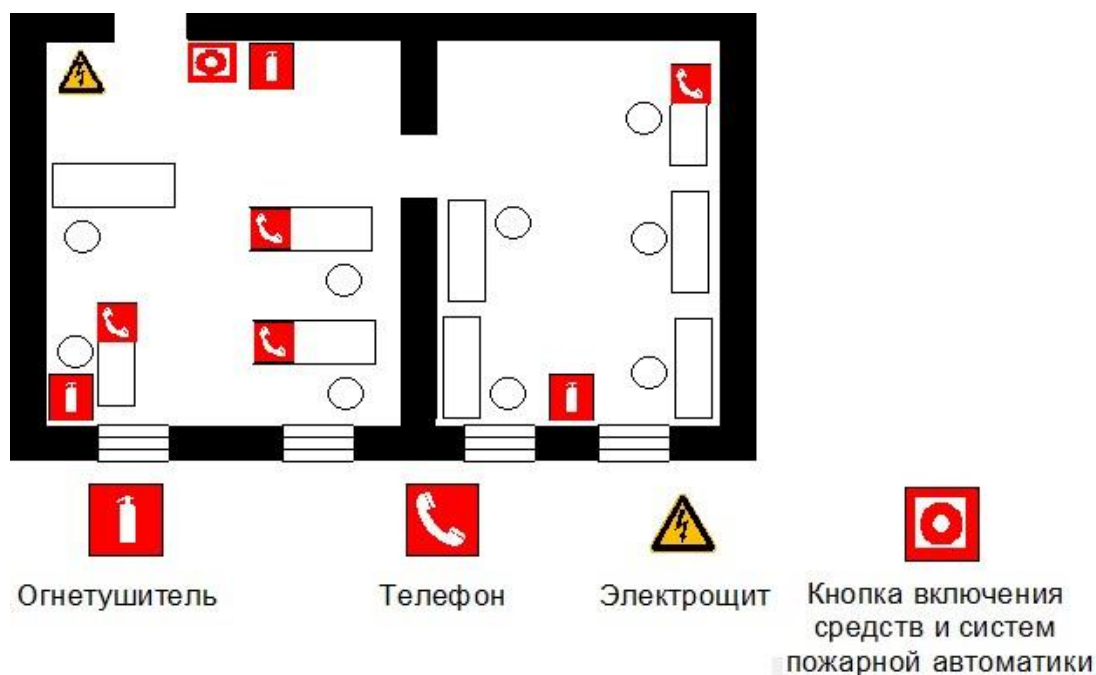 Огнетушитель
Телефон
Электрощит
Кнопка включения
средств и систем
пожарной автоматики